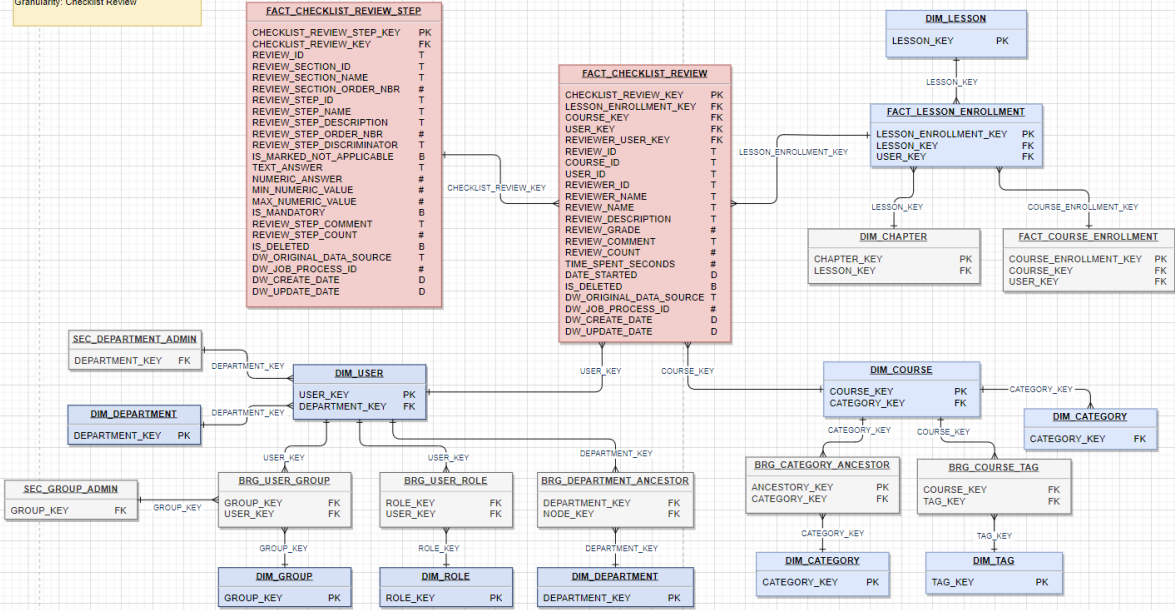 Granularity: Checklist Review
FACT_CHECKLIST_REVIEW_STEP
CHECKLIST_REVIEW_STEP_KEY PK
CHECKLIST_REVIEW_KEY FK
REVIEW_ID T
REVIEW_SECTION_ID T
REVIEW_SECTION_NAME T
REVIEW_SECTION_ORDER_NBR #
REVIEW_STEP_ID T
REVIEW_STEP_NAME T
REVIEW_STEP_DESCRIPTION T
REVIEW_STEP_ORDER_NBR #
REVIEW_STEP_DISCRIMINATOR T
IS_MARKED_NOT_APPLICABLE B
TEXT_ANSWER T
NUMERIC_ANSWER #
MIN_NUMERIC_VALUE #
MAX_NUMERIC_VALUE #
IS_MANDATORY B
REVIEW_STEP_COMMENT T
REVIEW_STEP_COUNT #
IS_DELETED B
DW_ORIGINAL_DATA_SOURCE T
DW_JOB_PROCESS_ID #
DW_CREATE_DATE D
DW_UPDATE_DATE D
CHECKLIST_REVIEW_KEY
FACT_CHECKLIST_REVIEW
CHECKLIST_REVIEW_KEY PK
LESSON_ENROLLMENT_KEY FK
COURSE_KEY FK
USER_KEY FK
REVIEWER_USER_KEY FK
REVIEW_ID T
COURSE_ID T
USER_ID T
REVIEWER_ID T
REVIEWER_NAME T
REVIEW_NAME T
REVIEW_DESCRIPTION T
REVIEW_GRADE #
REVIEW_COMMENT T
REVIEW_COUNT #
TIME_SPENT_SECONDS #
DATE_STARTED D
IS_DELETED B
DW_ORIGINAL_DATA_SOURCE T
DW_JOB_PROCESS_ID #
DW_CREATE_DATE D
DW_UPDATE_DATE D
DIM_LESSON
LESSON_KEY PK
LESSON_KEY
FACT_LESSON_ENROLLMENT
LESSON_ENROLLMENT_KEY PK
LESSON_KEY FK
USER_KEY FK
LESSON_ENROLLMENT_KEY
LESSON_KEY
COURSE_ENROLLMENT_KEY
DIM_CHAPTER
CHAPTER_KEY PK
LESSON_KEY FK
FACT_COURSE_ENROLLMENT
COURSE_ENROLLMENT_KEY PK
COURSE_KEY FK
USER_KEY FK
SEC_DEPARTMENT_ADMIN
DEPARTMENT_KEY FK
DEPARTMENT_KEY
DIM_USER
USER_KEY PK
DEPARTMENT_KEY FK
USER_KEY
COURSE_KEY
DIM_COURSE
COURSE_KEY PK
CATEGORY_KEY FK
CATEGORY_KEY
DIM_CATEGORY
CATEGORY_KEY FK
DIM_DEPARTMENT
DEPARTMENT_KEY PK
DEPARTMENT_KEY
CATEGORY_KEY
COURSE_KEY
USER_KEY
USER_KEY
DEPARTMENT_KEY
SEC_GROUP_ADMIN
GROUP_KEY FK
GROUP_KEY
BRG_USER_GROUP
GROUP_KEY FK
USER_KEY FK
BRG_USER_ROLE
ROLE_KEY FK
USER_KEY FK
BRG_DEPARTMENT_ANCESTOR
DEPARTMENT_KEY FK
NODE_KEY FK
BRG_CATEGORY_ANCESTOR
ANCESTORY_KEY PK
CATEGORY_KEY FK
BRG_COURSE_TAG
COURSE_KEY FK
TAG_KEY FK
GROUP_KEY
ROLE_KEY
DEPARTMENT_KEY
CATEGORY_KEY
TAG_KEY
DIM_GROUP
GROUP_KEY PK
DIM_ROLE
ROLE_KEY PK
DIM_DEPARTMENT
DEPARTMENT_KEY PK
DIM_CATEGORY
CATEGORY_KEY PK
DIM_TAG
TAG_KEY PK